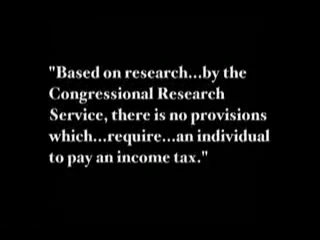 "Based on research...by the
Congressional Research
Service, there is no provisions
which...require...an individual
to pay an income tax."